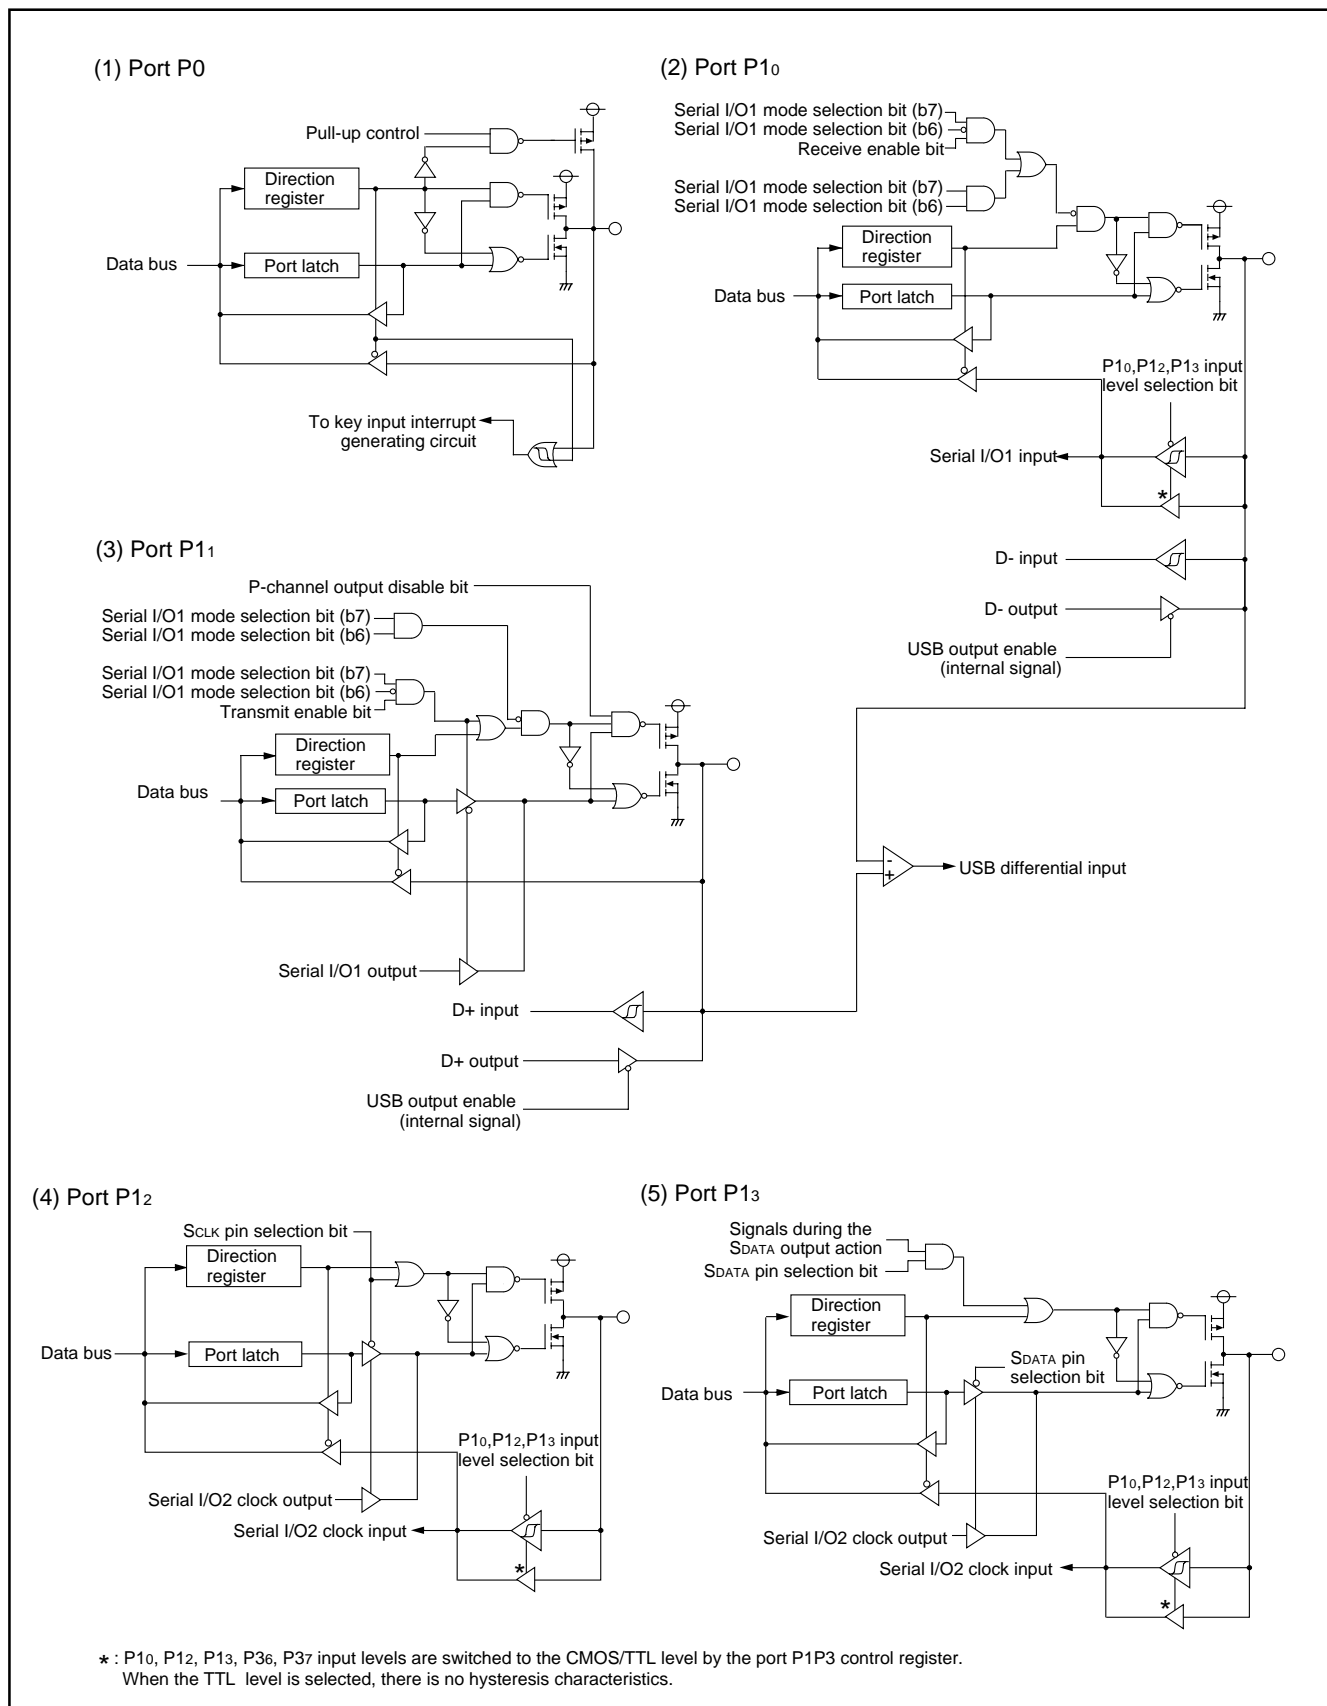 (1) Port P0
Pull-up control
Direction
register
Data bus
Port latch
To key input interrupt
generating circuit
(2) Port P10
Serial I/O1 mode selection bit (b7)
Serial I/O1 mode selection bit (b6)
Receive enable bit
Serial I/O1 mode selection bit (b7)
Serial I/O1 mode selection bit (b6)
Direction
register
Data bus
Port latch
P10,P12,P13 input
level selection bit
Serial I/O1 input
*
D- input
D- output
USB output enable
(internal signal)
(3) Port P11
P-channel output disable bit
Serial I/O1 mode selection bit (b7)
Serial I/O1 mode selection bit (b6)
Serial I/O1 mode selection bit (b7)
Serial I/O1 mode selection bit (b6)
Transmit enable bit
Direction
register
Data bus
Port latch
-
+
USB differential input
Serial I/O1 output
D+ input
D+ output
USB output enable
(internal signal)
(4) Port P12
SCLK pin selection bit
Direction
register
Data bus
Port latch
P10,P12,P13 input
level selection bit
Serial I/O2 clock output
Serial I/O2 clock input
*
(5) Port P13
Signals during the
SDATA output action
SDATA pin selection bit
Direction
register
SDATA pin
selection bit
Data bus
Port latch
P10,P12,P13 input
level selection bit
Serial I/O2 clock output
Serial I/O2 clock input
*
* : P10, P12, P13, P36, P37 input levels are switched to the CMOS/TTL level by the port P1P3 control register.
When the TTL level is selected, there is no hysteresis characteristics.